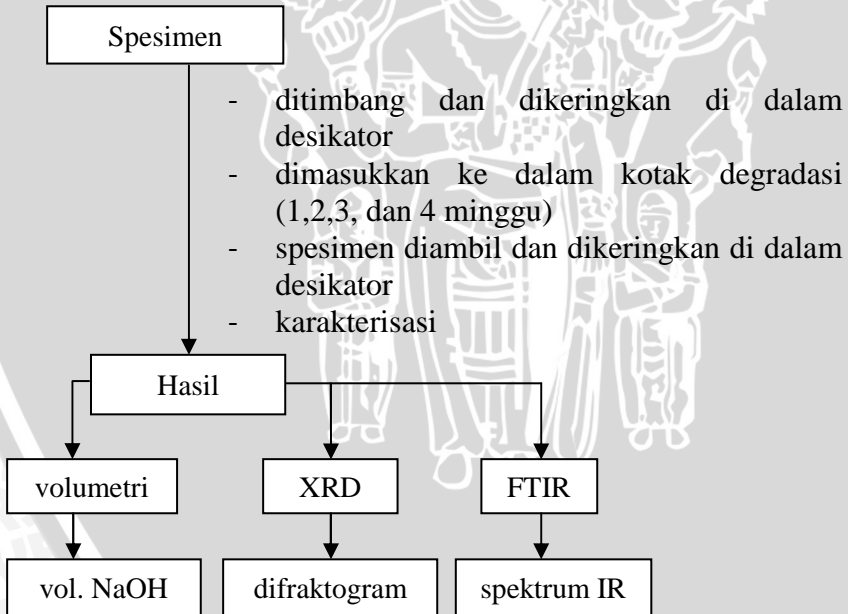 Spesimen
- ditimbang dan dikeringkan di dalam
desikator
- dimasukkan ke dalam kotak degradasi
(1,2,3, dan 4 minggu)
- spesimen diambil dan dikeringkan di dalam
desikator
- karakterisasi
Hasil
volumetri XRD FTIR
vol. NaOH difraktogram spektrum IR